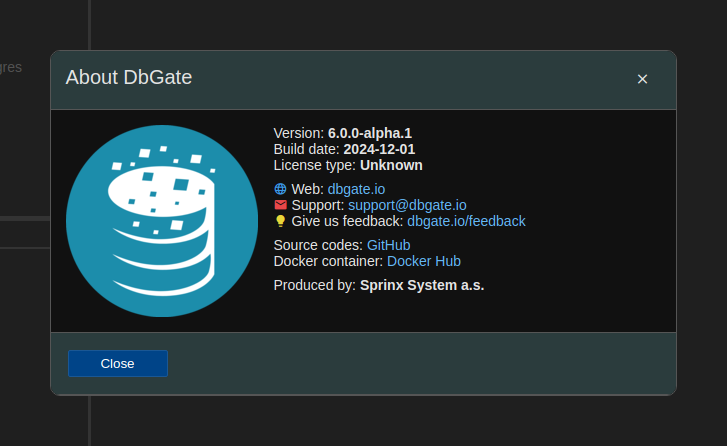 About DbGate
Version: 6.0.0-alpha.1
Build date: 2024-12-01
License type: Unknown
Web: dbgate.io
Support: support@dbgate.io
Give us feedback: dbgate.io/feedback
Source codes: GitHub
Docker container: Docker Hub
Produced by: Sprinx System a.s.
Close
gres